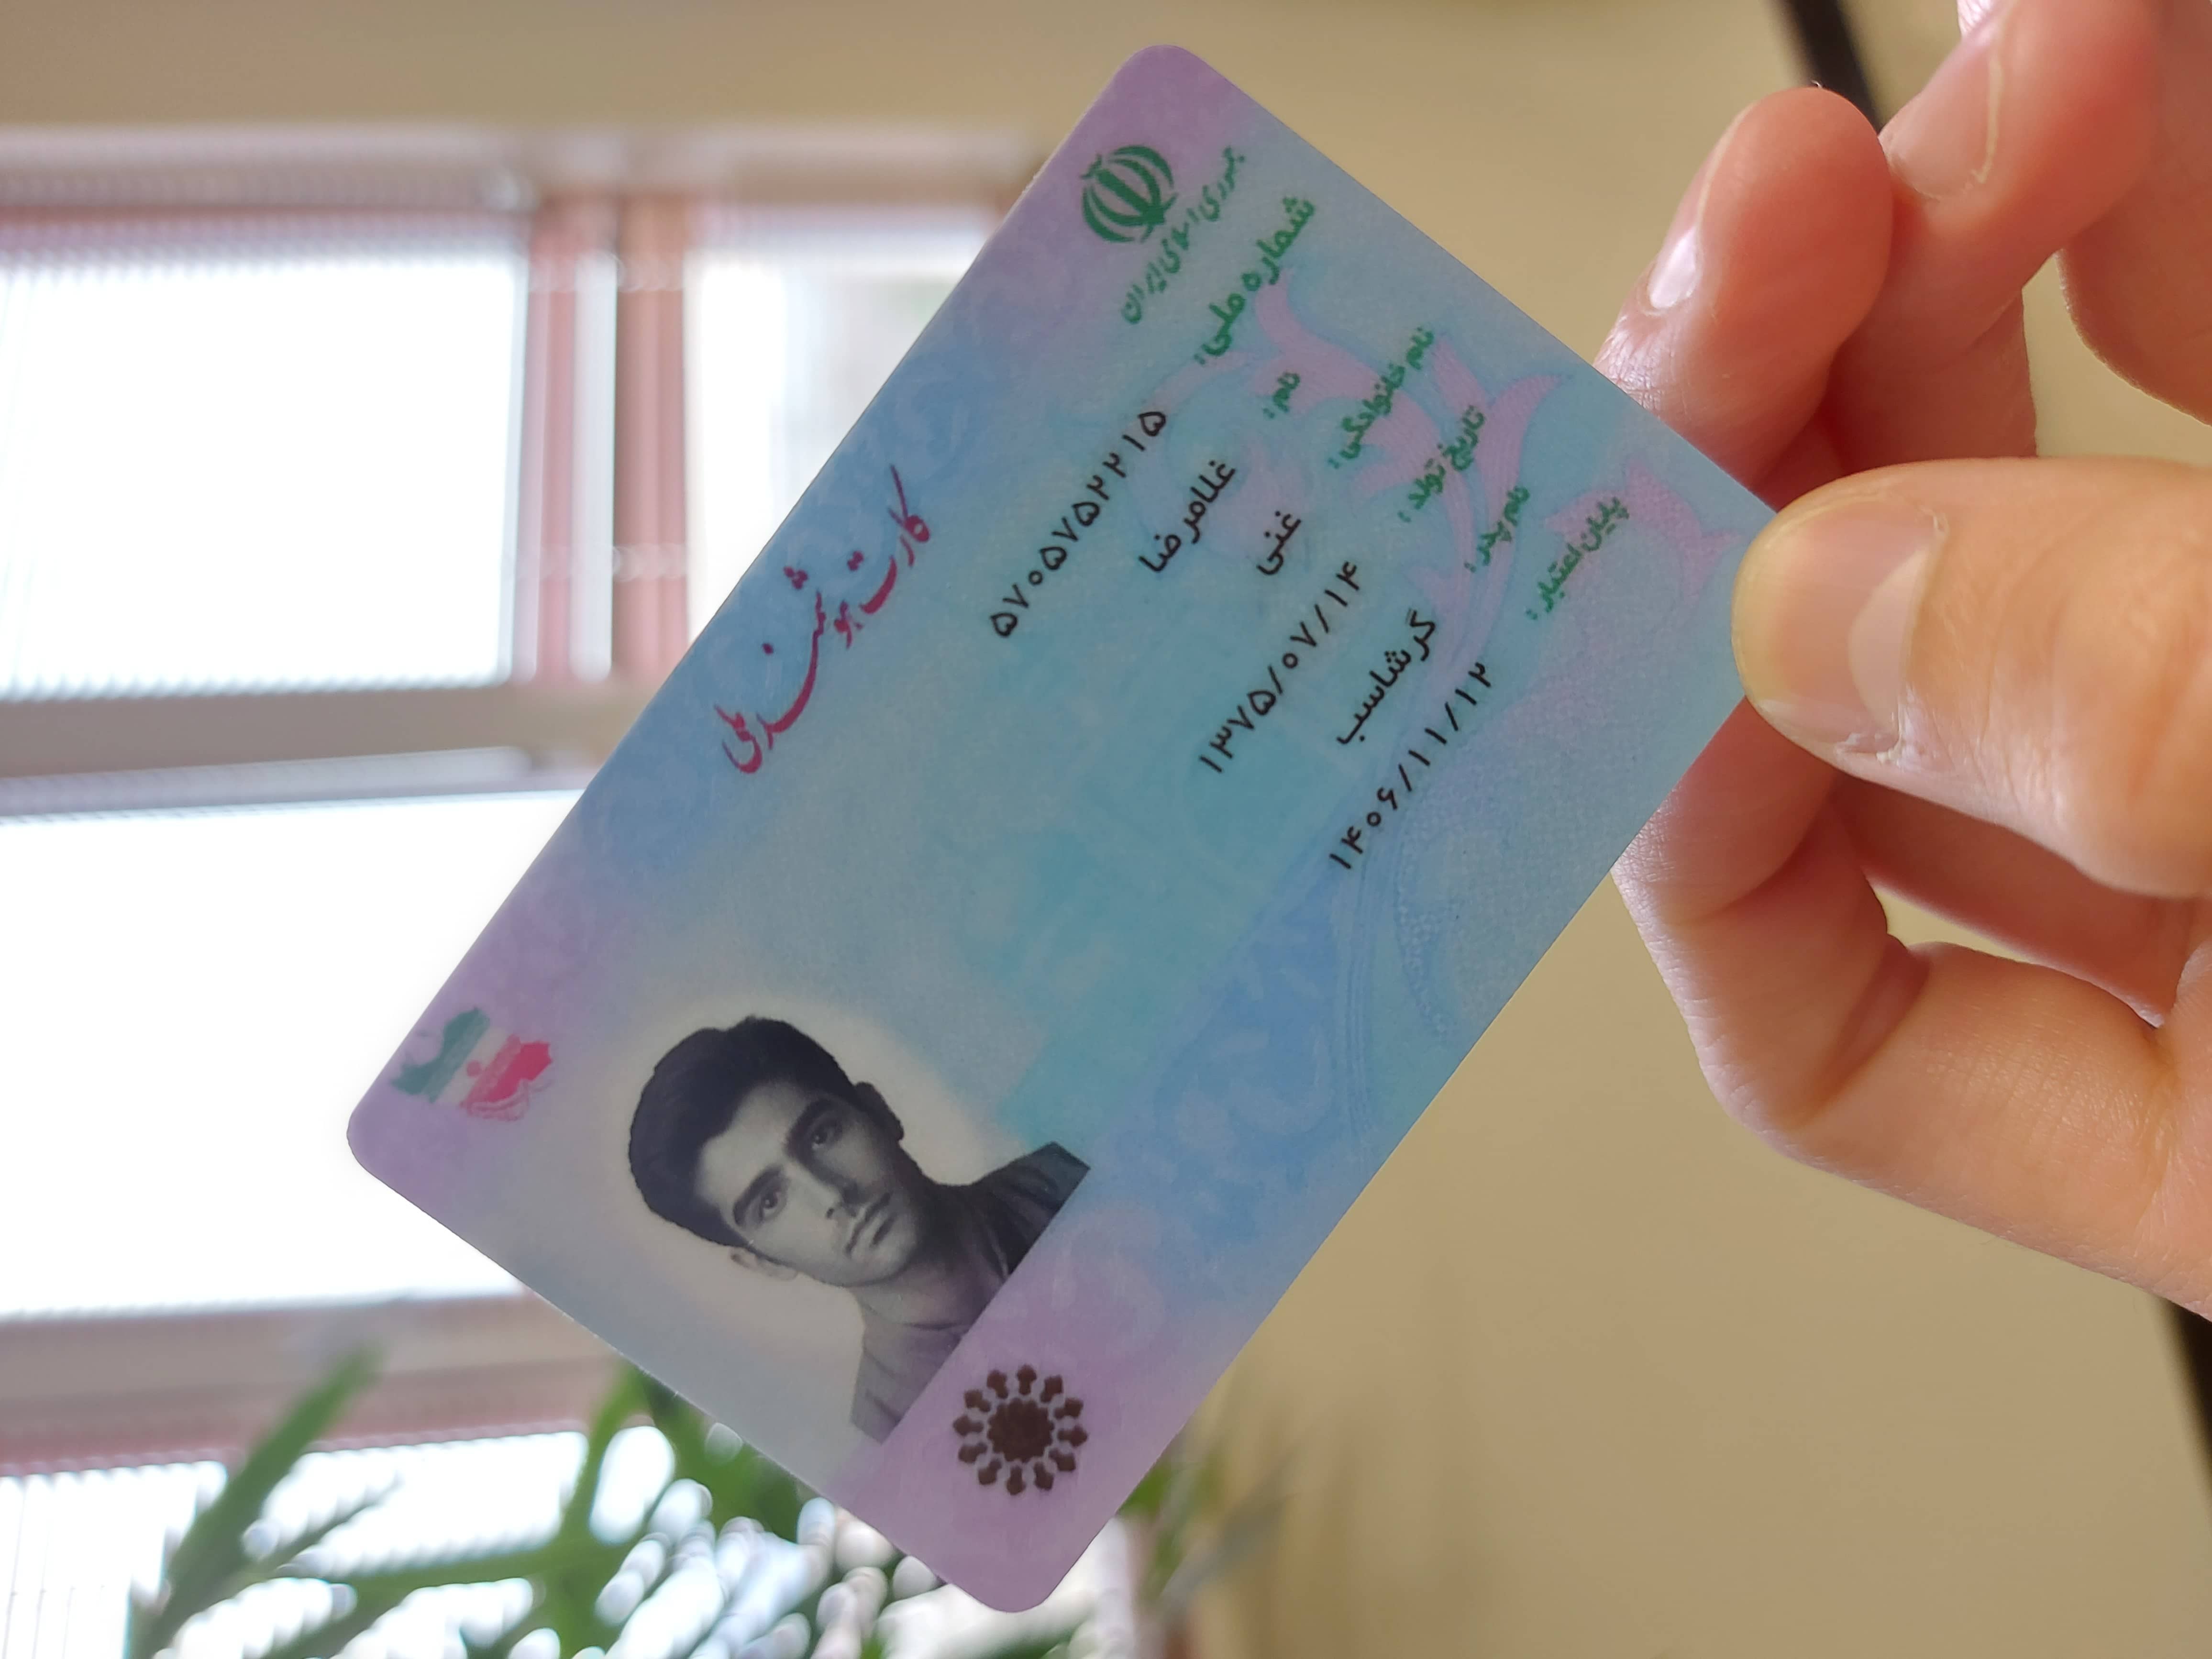 جمهوری اسلامی ایران
کارت هوشمند ملی
شماره ملی: ۵۷۰۵۷۵۲۲۱۵
نام: غلامرضا
نام خانوادگی: غنی
تاریخ تولد: ۱۳۷۵/۰۷/۱۴
نام پدر: گرشاسب
پایان اعتبار: ۱۴۰۶/۱۱/۱۲